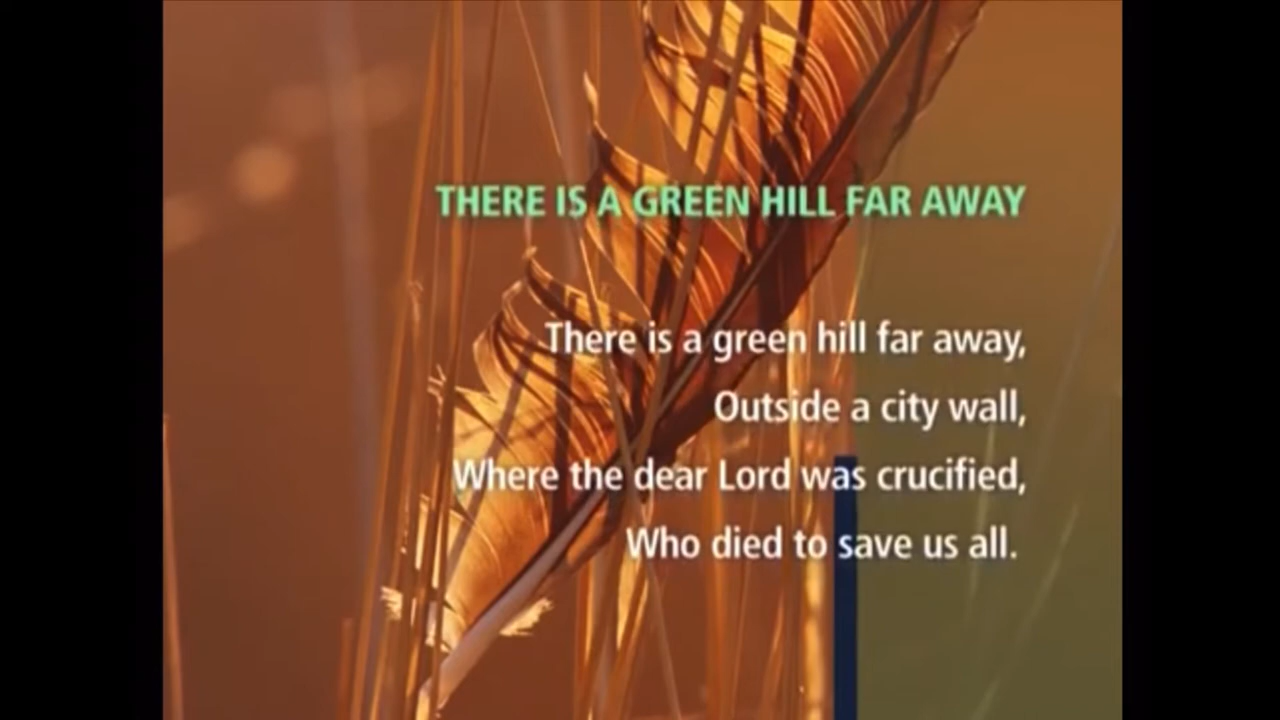 THERE IS A GREEN HILL FAR AWAY
There is a green hill far away,
Outside a city wall,
Where the dear Lord was crucified,
Who died to save us all.